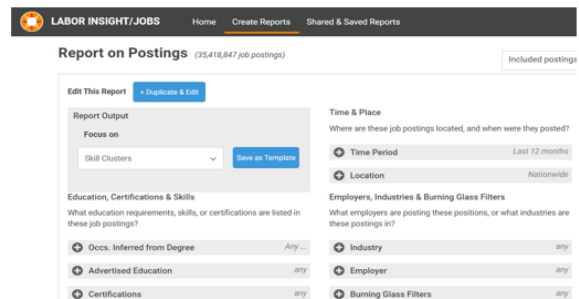 LABOR INSIGHT/JOBS Home Create Reports Shared & Saved Reports
Report on Postings (35,418,847 job postings)
Included postings
Edit This Report + Duplicate & Edit
Report Output
Focus on
Skill Clusters Save as Template
Time & Place
Where are these job postings located, and when were they posted?
Time Period Last 12 months
Location Nationwide
Education, Certifications & Skills
What education requirements, skills, or certifications are listed in
these job postings?
Occs. Inferred from Degree Any ...
Advertised Education any
Certifications any
Employers, Industries & Burning Glass Filters
What employers are posting these positions, or what industries are
these postings in?
Industry any
Employer any
Burning Glass Filters any